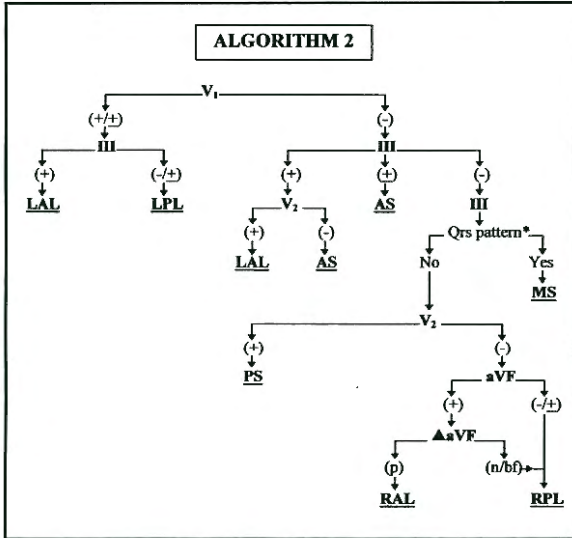 ALGORITHM 2
V₁
(+/±) (-)
III III
(+) (-/±) (+) (±) (-)
LAL LPL V₂ AS III
(+) (-) Qrs pattern*
LAL AS No Yes
MS
V₂
(+) (-)
PS aVF
(+) (-/±)
▲aVF
(p) (n/bf)
RAL RPL